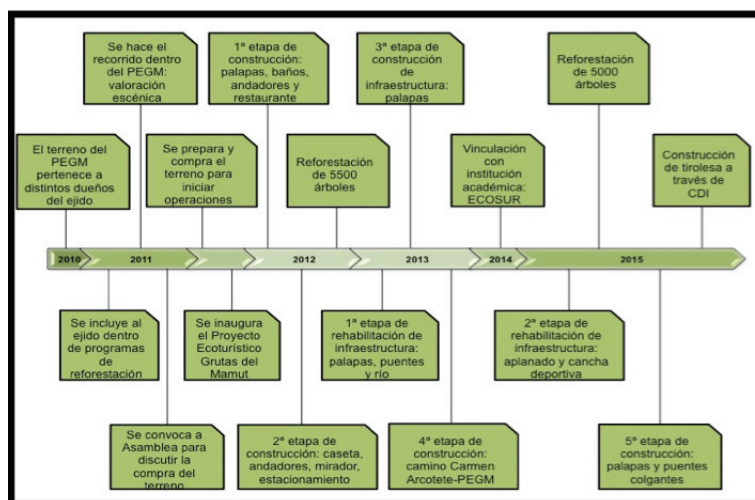 Se hace el
recorrido dentro
del PEGM:
valoración
escénica
1ª etapa de
construcción:
palapas, baños,
andadores y
restaurante
3ª etapa de
construcción
de
infraestructura:
palapas
Reforestación
de 5000
árboles
El terreno del
PEGM
pertenece a
distintos dueños
del ejido
Se prepara y
compra el
terreno para
iniciar
operaciones
Reforestación
de 5500
árboles
Vinculación
con
institución
académica:
ECOSUR
Construcción
de tirolesa a
través de
CDI
2010
2011
2012
2013
2014
2015
Se incluye al
ejido dentro
de programas
de
reforestación
Se inaugura
el Proyecto
Ecoturístico
Grutas del
Mamut
1ª etapa de
rehabilitación de
infraestructura:
palapas, puentes
y río
2ª etapa de
rehabilitación de
infraestructura:
aplanado y cancha
deportiva
Se convoca a
Asamblea para
discutir la
compra del
terreno
2ª etapa de
construcción: caseta,
andadores, mirador,
estacionamiento
4ª etapa de
construcción:
camino Carmen
Arcotete-PEGM
5ª etapa de
construcción:
palapas y puentes
colgantes